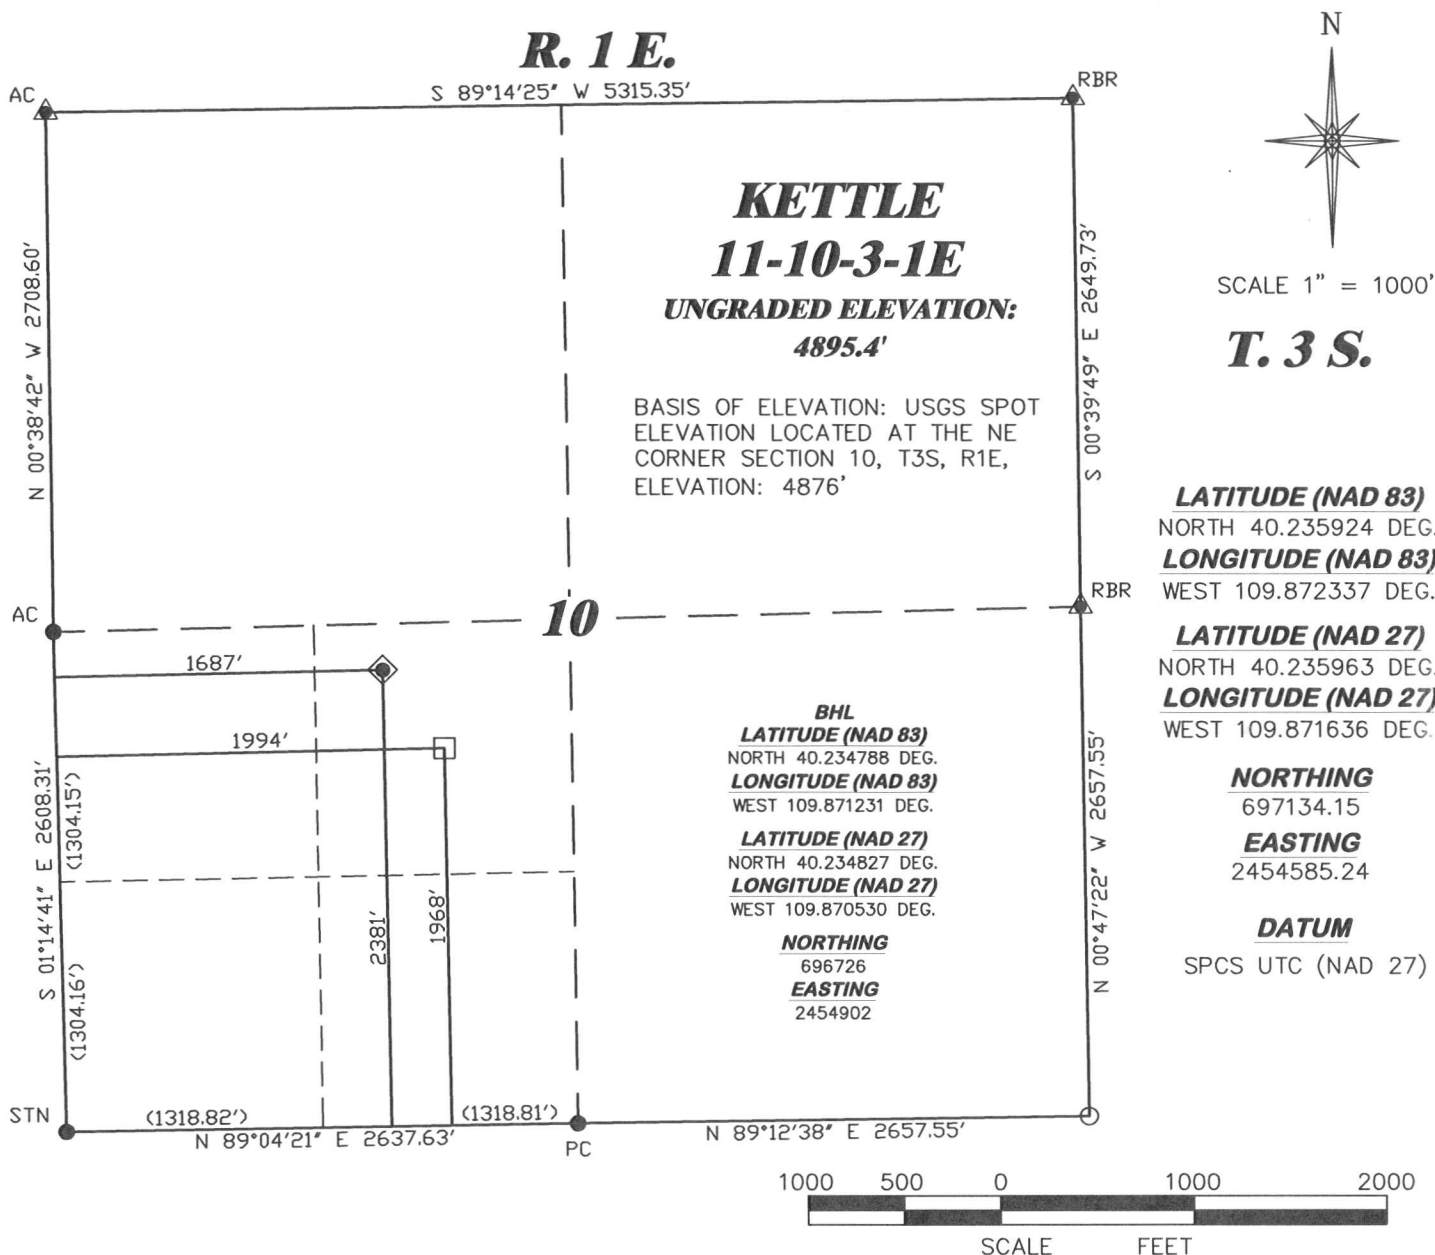 R. 1 E.
N
AC
S 89°14'25" W 5315.35'
RBR
KETTLE
11-10-3-1E
UNGRADED ELEVATION:
4895.4'
BASIS OF ELEVATION: USGS SPOT
ELEVATION LOCATED AT THE NE
CORNER SECTION 10, T3S, R1E,
ELEVATION: 4876'
N 00°38'42" W 2708.60'
S 00°39'49" E 2649.73'
SCALE 1" = 1000'
T. 3 S.
LATITUDE (NAD 83)
NORTH 40.235924 DEG.
LONGITUDE (NAD 83)
WEST 109.872337 DEG.
LATITUDE (NAD 27)
NORTH 40.235963 DEG.
LONGITUDE (NAD 27)
WEST 109.871636 DEG.
NORTHING
697134.15
EASTING
2454585.24
DATUM
SPCS UTC (NAD 27)
AC
10
RBR
1687'
1994'
S 01°14'41" E 2608.31'
(1304.15')
(1304.16')
2381'
1968'
BHL
LATITUDE (NAD 83)
NORTH 40.234788 DEG.
LONGITUDE (NAD 83)
WEST 109.871231 DEG.
LATITUDE (NAD 27)
NORTH 40.234827 DEG.
LONGITUDE (NAD 27)
WEST 109.870530 DEG.
NORTHING
696726
EASTING
2454902
N 00°47'22" W 2657.55'
STN
(1318.82')
(1318.81')
N 89°04'21" E 2637.63'
PC
N 89°12'38" E 2657.55'
1000 500 0 1000 2000
SCALE FEET